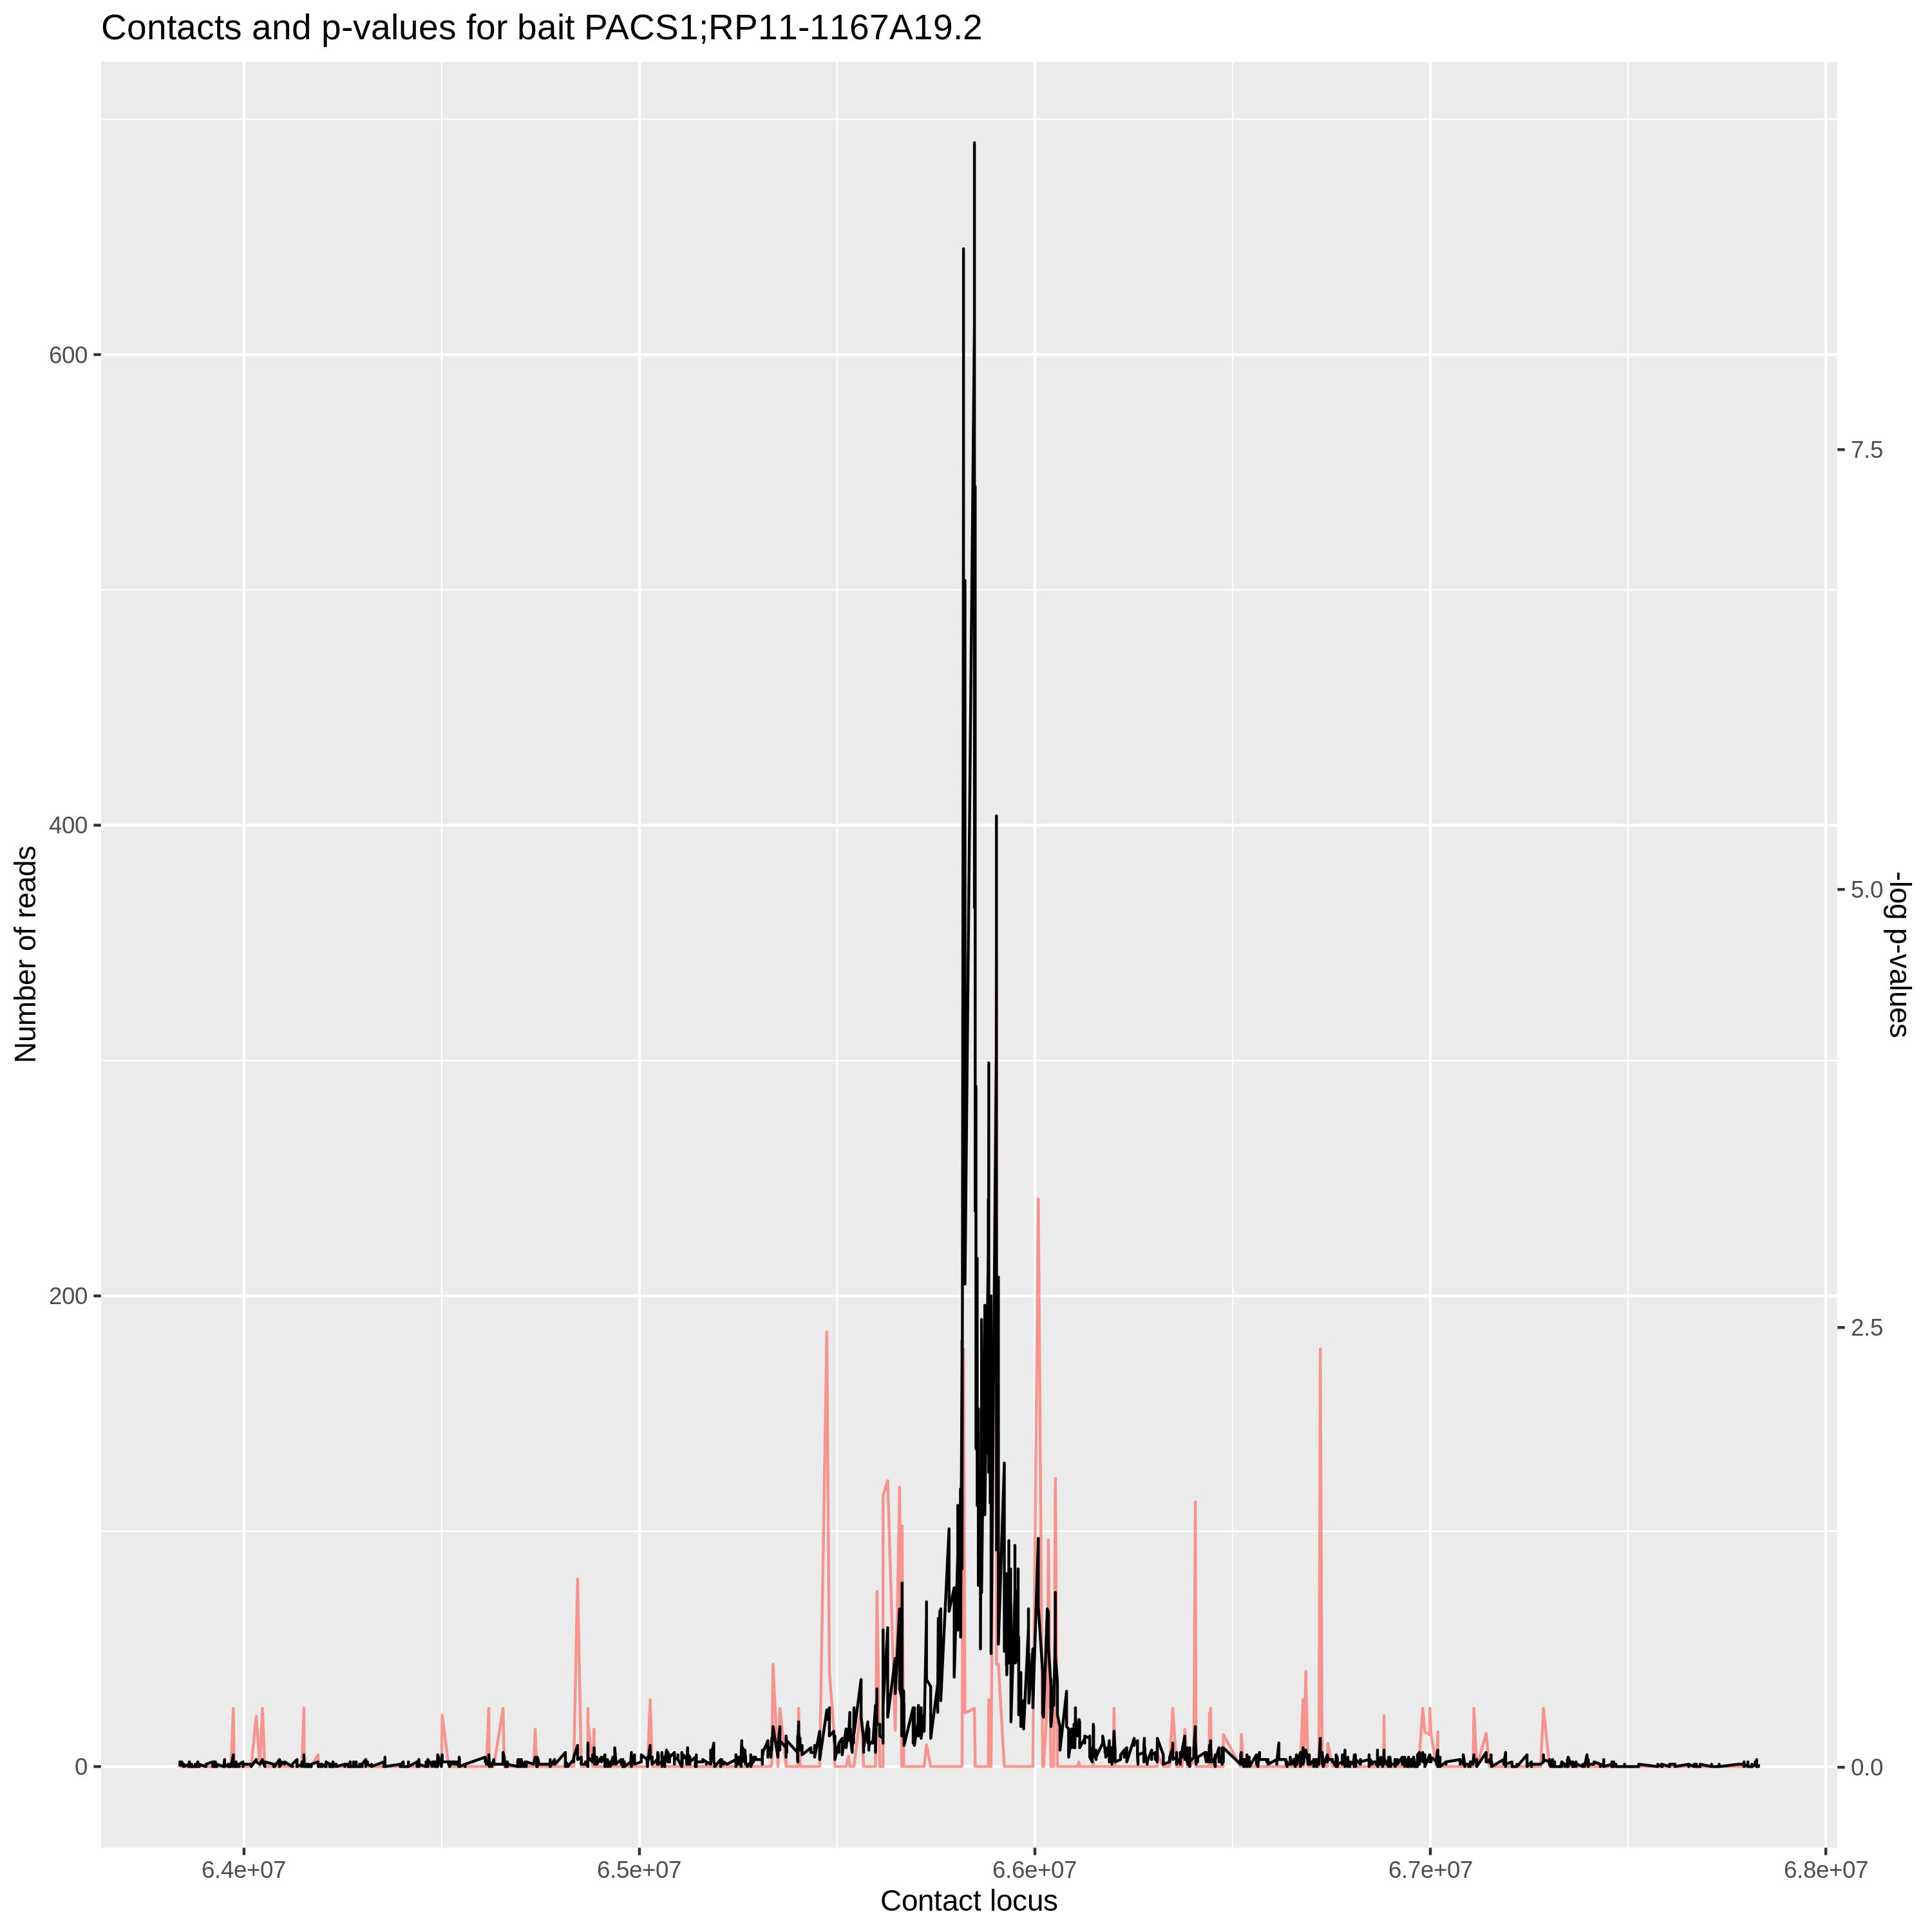 Contacts and p-values for bait PACS1;RP11-1167A19.2
Number of reads
600
400
200
0
7.5
5.0
2.5
0.0
-log p-values
6.4e+07 6.5e+07 6.6e+07 6.7e+07 6.8e+07
Contact locus